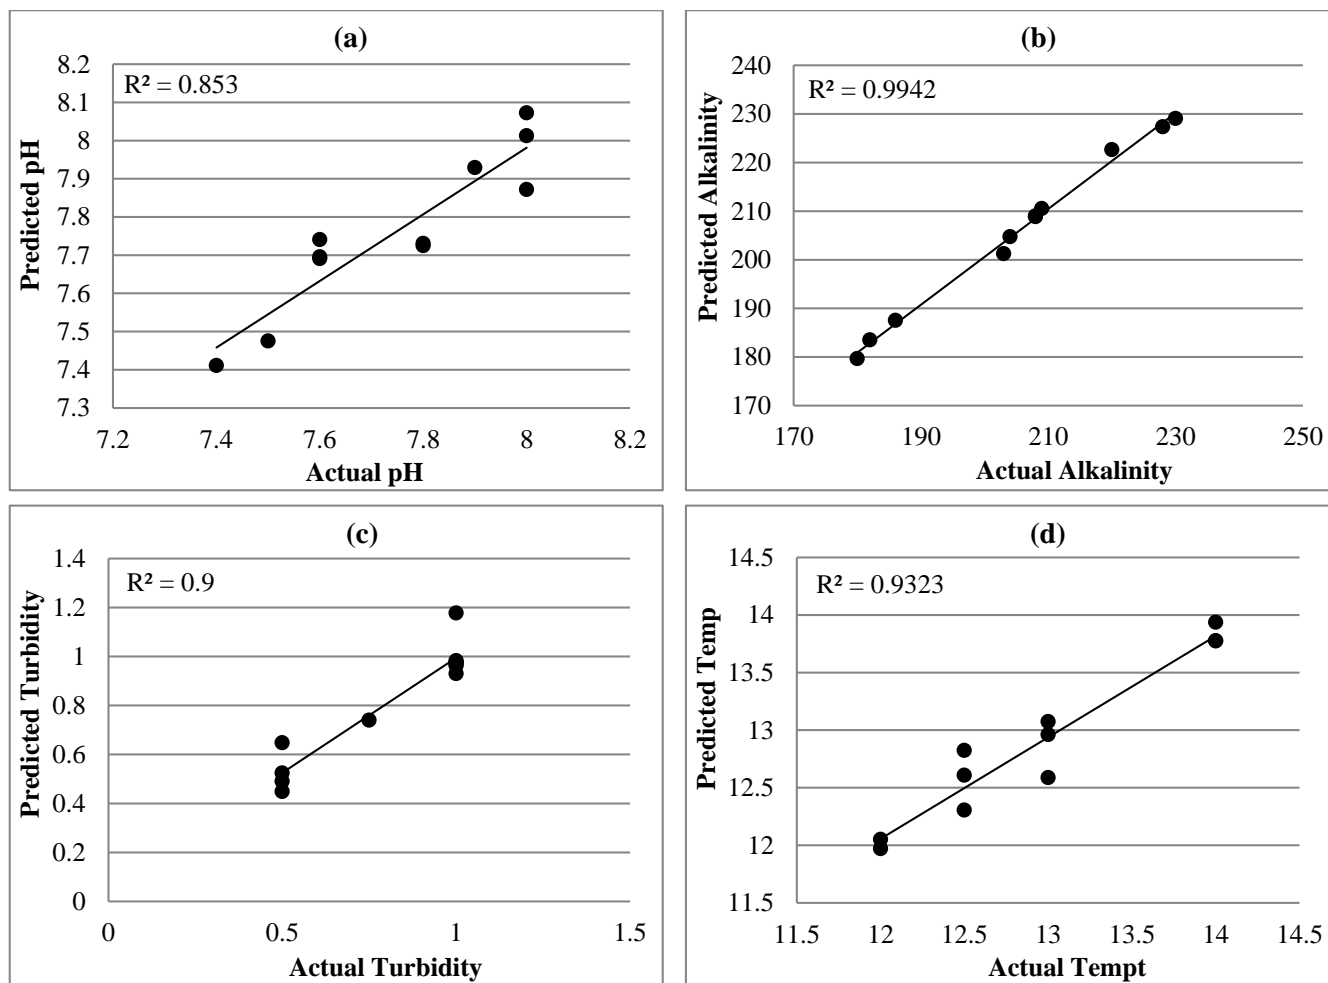 (a)
R² = 0.853
Predicted pH
8.2
8.1
8
7.9
7.8
7.7
7.6
7.5
7.4
7.3
7.2 7.4 7.6 7.8 8 8.2
Actual pH
(b)
R² = 0.9942
Predicted Alkalinity
240
230
220
210
200
190
180
170
170 190 210 230 250
Actual Alkalinity
(c)
R² = 0.9
Predicted Turbidity
1.4
1.2
1
0.8
0.6
0.4
0.2
0
0 0.5 1 1.5
Actual Turbidity
(d)
R² = 0.9323
Predicted Temp
14.5
14
13.5
13
12.5
12
11.5
11.5 12 12.5 13 13.5 14 14.5
Actual Tempt